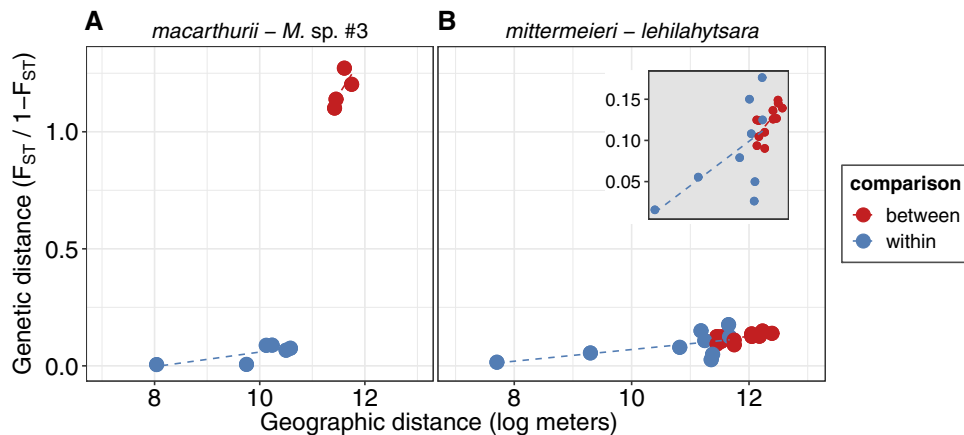 A
macarthurii – M. sp. #3
B
mittermeieri – lehilahytsara
Genetic distance (FST / 1–FST)
1.0
0.5
0.0
8
10
12
8
10
12
0.15
0.10
0.05
Geographic distance (log meters)
comparison
between
within